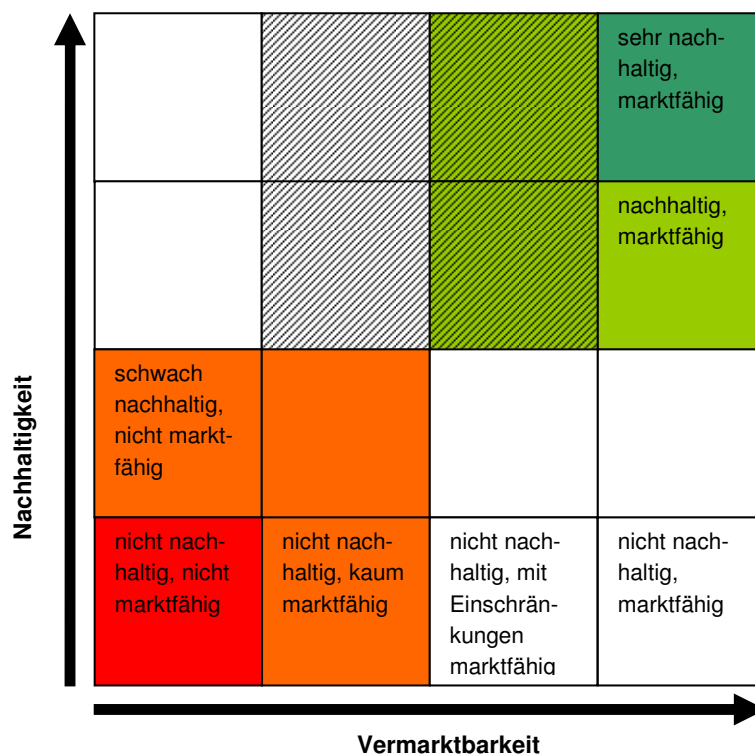 sehr nach-
haltig,
marktfähig
nachhaltig,
marktfähig
schwach
nachhaltig,
nicht markt-
fähig
nicht nach-
haltig, nicht
marktfähig
nicht nach-
haltig, kaum
marktfähig
nicht nach-
haltig, mit
Einschrän-
kungen
marktfähig
nicht nach-
haltig,
marktfähig
Nachhaltigkeit
Vermarktbarkeit